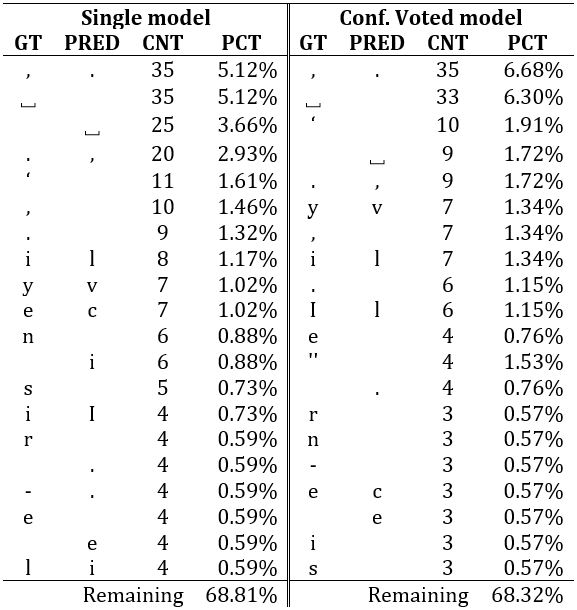 Single model Conf. Voted model
GT PRED CNT PCT GT PRED CNT PCT
, . 35 5.12% , . 35 6.68%
␣ 35 5.12% ␣ 33 6.30%
␣ 25 3.66% ‘ 10 1.91%
. , 20 2.93% ␣ 9 1.72%
‘ 11 1.61% . , 9 1.72%
, 10 1.46% y v 7 1.34%
. 9 1.32% , 7 1.34%
i l 8 1.17% i l 7 1.34%
y v 7 1.02% . 6 1.15%
e c 7 1.02% I l 6 1.15%
n 6 0.88% e 4 0.76%
i 6 0.88% " 4 1.53%
s 5 0.73% . 4 0.76%
i I 4 0.73% r 3 0.57%
r 4 0.59% n 3 0.57%
. 4 0.59% - 3 0.57%
- . 4 0.59% e c 3 0.57%
e 4 0.59% e 3 0.57%
e 4 0.59% i 3 0.57%
l i 4 0.59% s 3 0.57%
Remaining 68.81% Remaining 68.32%